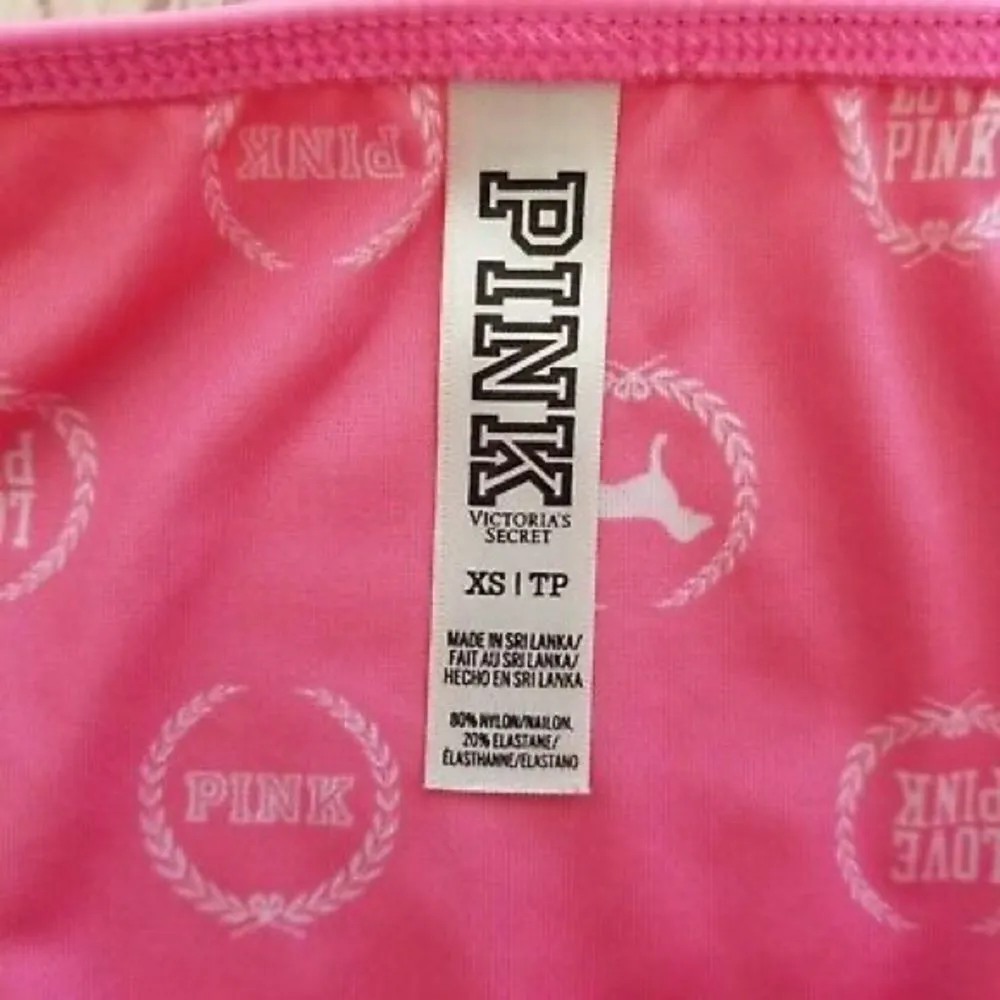 PINK
LOVE
PINK
PINK
VICTORIA'S
SECRET
XS | TP
MADE IN SRI LANKA/
FAIT AU SRI LANKA/
HECHO EN SRI LANKA
80% NYLON/NAILON,
20% ELASTANE/
ÉLASTHANNE/ELASTANO
PINK
PINK
LOVE